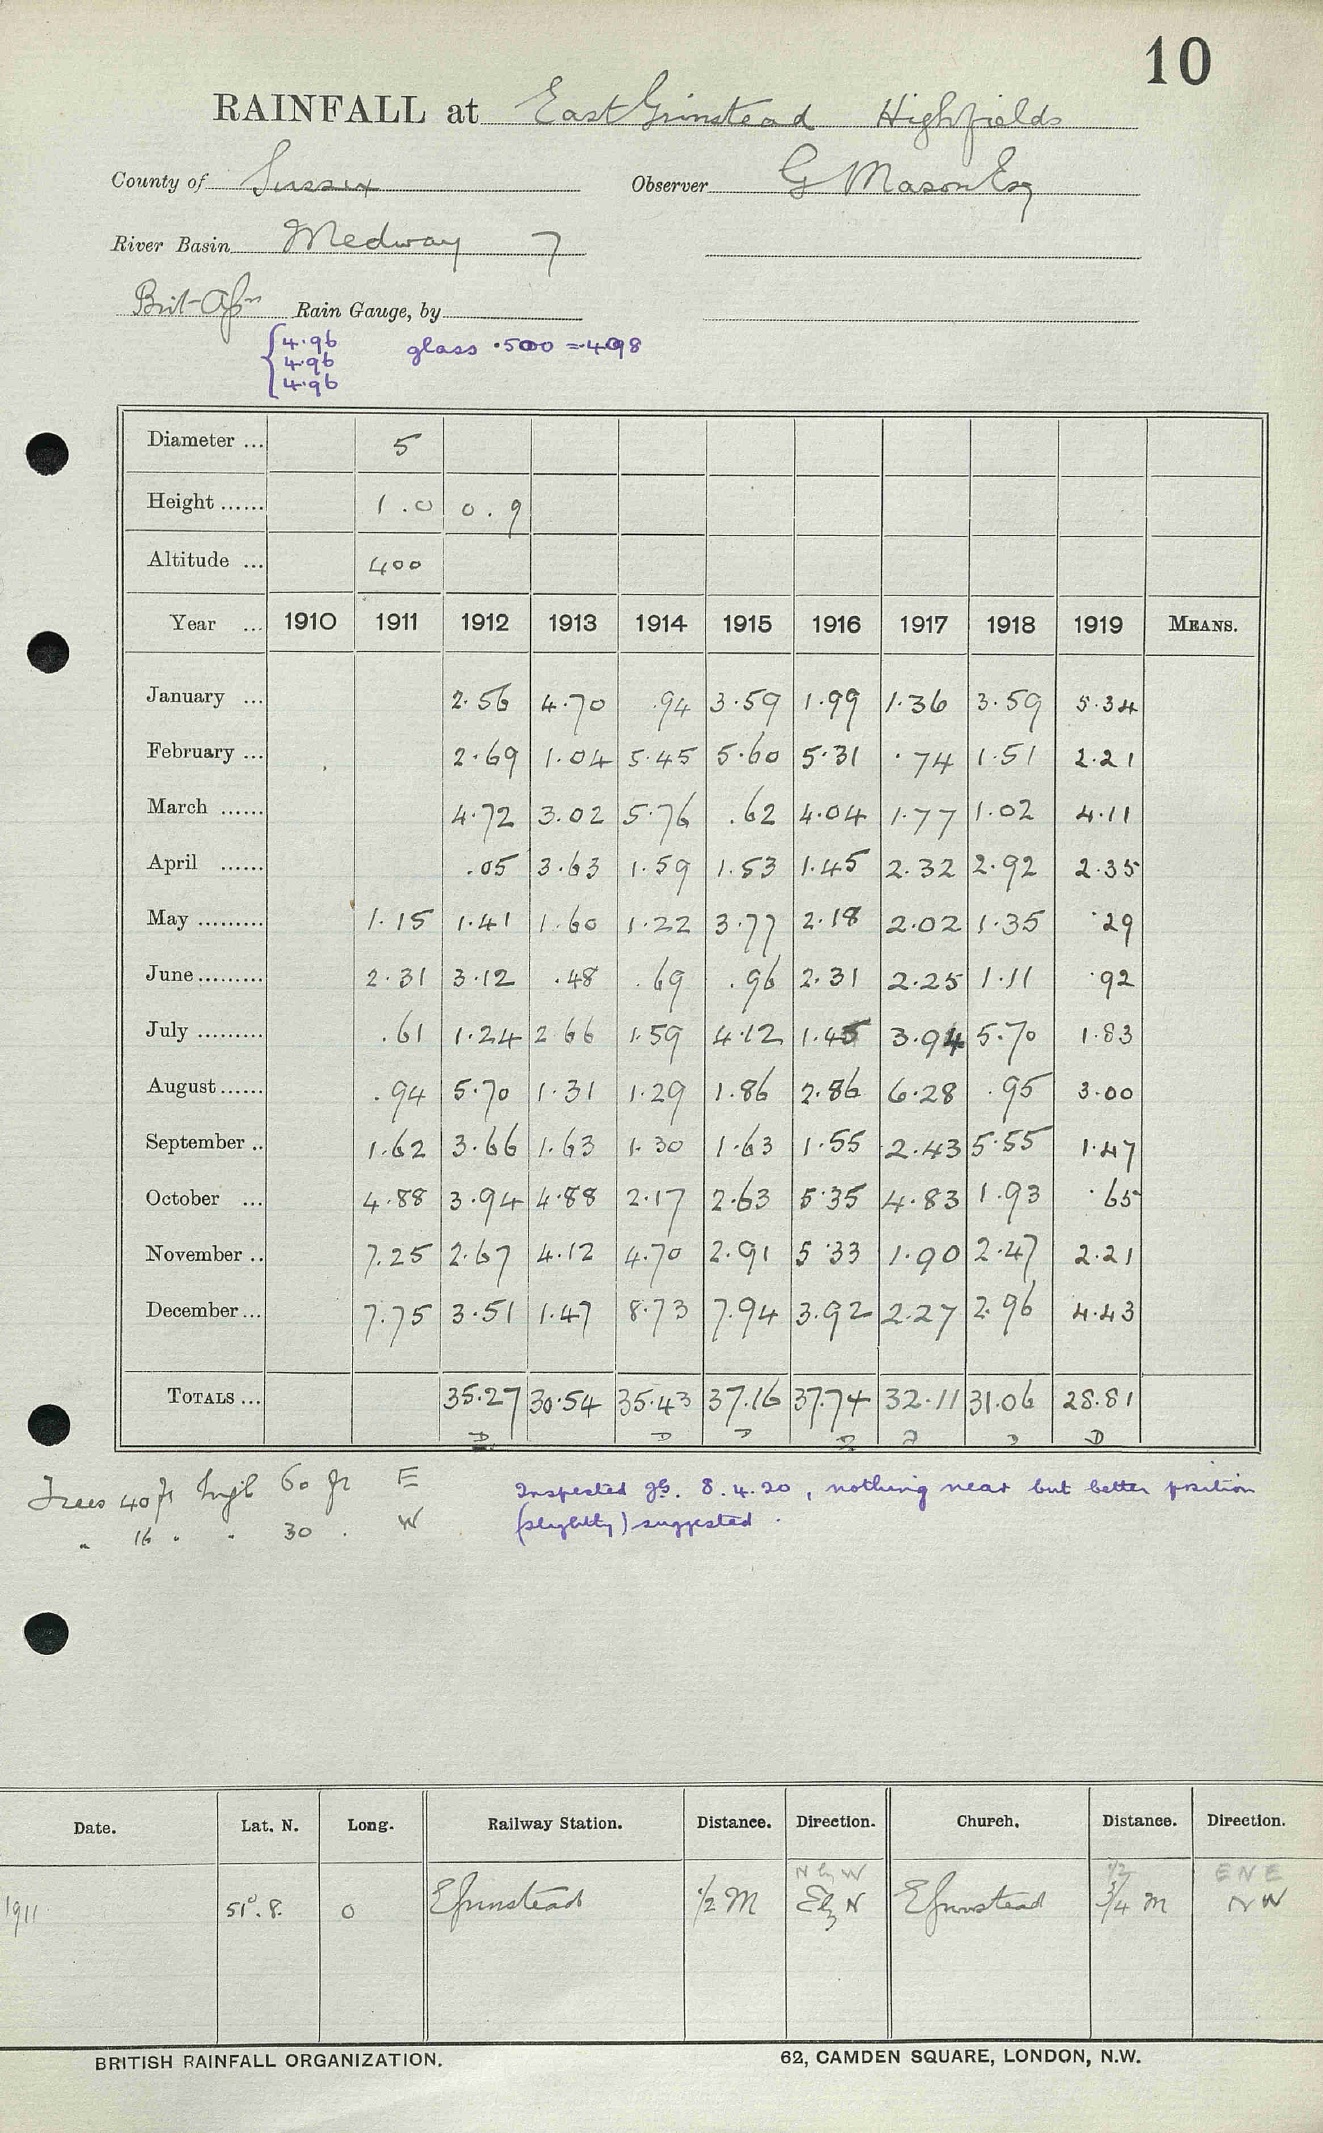 10
RAINFALL at East Grinstead Highfields
County of Sussex Observer G Mason Esq
River Basin Medway 7
Brit. Assn Rain Gauge, by
4.96
4.96 glass .500 = .498
4.96
Diameter ... 5
Height ...... 1.0 0.9
Altitude ... 400
Year ... 1910 1911 1912 1913 1914 1915 1916 1917 1918 1919 MEANS.
January ... 2.56 4.70 .94 3.59 1.99 1.36 3.59 5.34
February ... 2.69 1.04 5.45 5.60 5.31 .74 1.51 2.21
March ...... 4.72 3.02 5.76 .62 4.04 1.77 1.02 4.11
April ...... .05 3.63 1.59 1.53 1.45 2.32 2.92 2.35
May ......... 1.15 1.41 1.60 1.22 3.77 2.18 2.02 1.35 .29
June ......... 2.31 3.12 .48 .69 .96 2.31 2.25 1.11 .92
July ......... .61 1.24 2.66 1.59 4.12 1.45 3.94 5.70 1.83
August ...... .94 5.70 1.31 1.29 1.86 2.86 6.28 .95 3.00
September .. 1.62 3.66 1.63 1.30 1.63 1.55 2.43 5.55 1.47
October ... 4.88 3.94 4.88 2.17 2.63 5.35 4.83 1.93 .65
November .. 7.25 2.67 4.12 4.70 2.91 5.33 1.90 2.47 2.21
December ... 7.75 3.51 1.47 8.73 7.94 3.92 2.27 2.96 4.43
TOTALS ... 35.27 30.54 35.43 37.16 37.74 32.11 31.06 28.81
D D D D D D D
Trees 40 ft high 60 ft E
" 16 " " 30 . W
Inspected 8.4.20, nothing near but better position
(slightly) suggested.
Date. Lat. N. Long. Railway Station. Distance. Direction. Church. Distance. Direction.
N by W 1/2 ENE
1911 51°.8. 0 E Grinstead 1/2 M E by N E Grinstead 3/4 M NW
BRITISH RAINFALL ORGANIZATION. 62, CAMDEN SQUARE, LONDON, N.W.